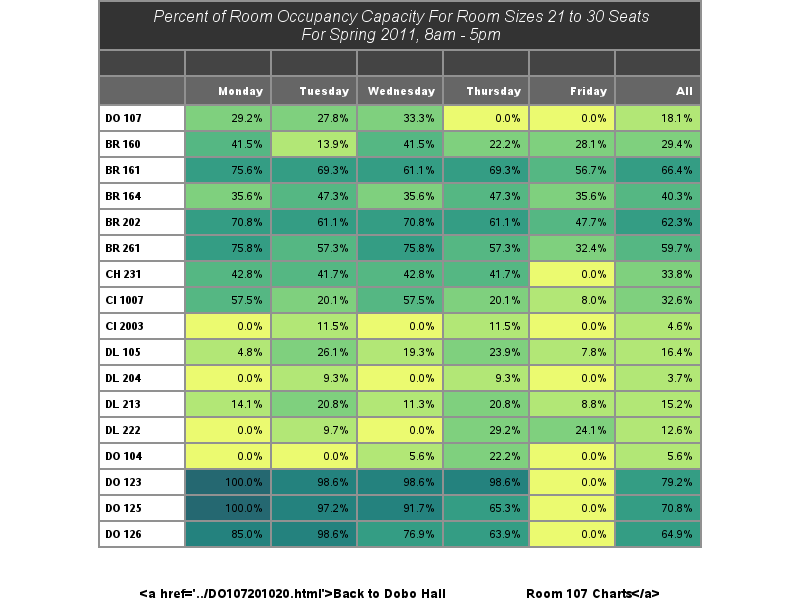 Percent of Room Occupancy Capacity For Room Sizes 21 to 30 Seats
For Spring 2011, 8am - 5pm
Monday Tuesday Wednesday Thursday Friday All
DO 107 29.2% 27.8% 33.3% 0.0% 0.0% 18.1%
BR 160 41.5% 13.9% 41.5% 22.2% 28.1% 29.4%
BR 161 75.6% 69.3% 61.1% 69.3% 56.7% 66.4%
BR 164 35.6% 47.3% 35.6% 47.3% 35.6% 40.3%
BR 202 70.8% 61.1% 70.8% 61.1% 47.7% 62.3%
BR 261 75.8% 57.3% 75.8% 57.3% 32.4% 59.7%
CH 231 42.8% 41.7% 42.8% 41.7% 0.0% 33.8%
CI 1007 57.5% 20.1% 57.5% 20.1% 8.0% 32.6%
CI 2003 0.0% 11.5% 0.0% 11.5% 0.0% 4.6%
DL 105 4.8% 26.1% 19.3% 23.9% 7.8% 16.4%
DL 204 0.0% 9.3% 0.0% 9.3% 0.0% 3.7%
DL 213 14.1% 20.8% 11.3% 20.8% 8.8% 15.2%
DL 222 0.0% 9.7% 0.0% 29.2% 24.1% 12.6%
DO 104 0.0% 0.0% 5.6% 22.2% 0.0% 5.6%
DO 123 100.0% 98.6% 98.6% 98.6% 0.0% 79.2%
DO 125 100.0% 97.2% 91.7% 65.3% 0.0% 70.8%
DO 126 85.0% 98.6% 76.9% 63.9% 0.0% 64.9%
<a href='../DO107201020.html'>Back to Dobo Hall Room 107 Charts</a>